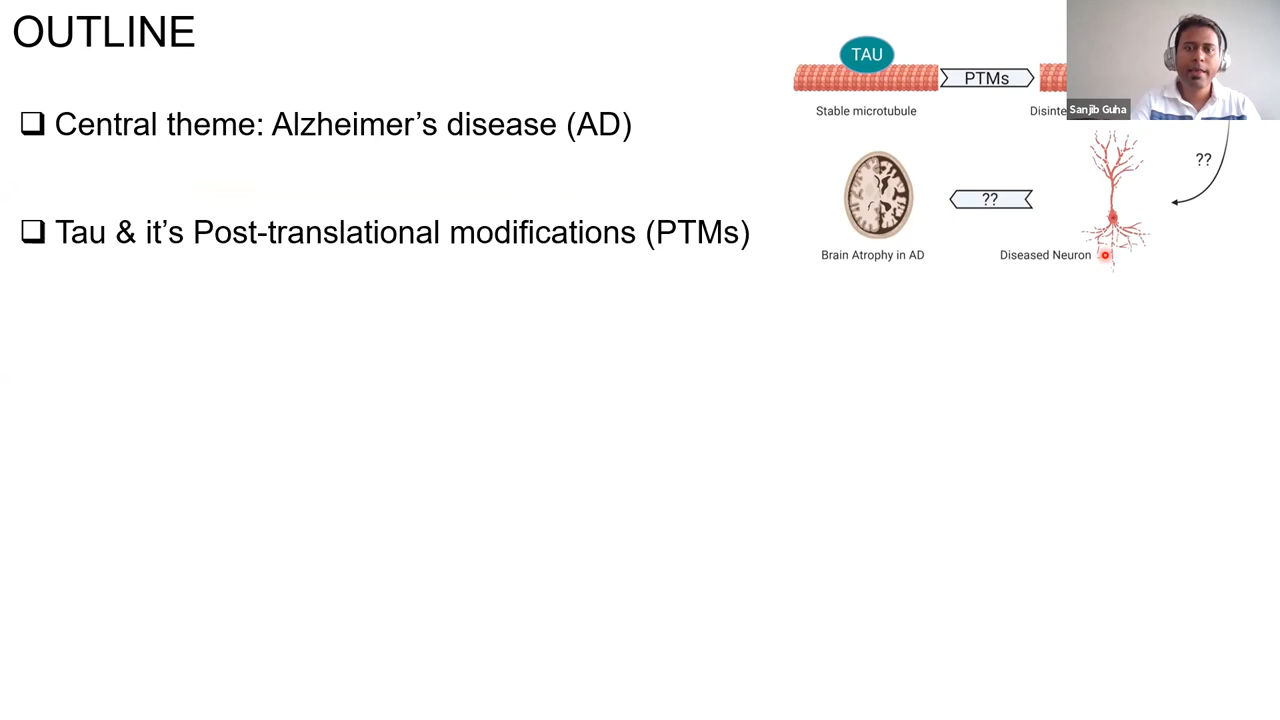 OUTLINE
❑ Central theme: Alzheimer's disease (AD)
❑ Tau & it's Post-translational modifications (PTMs)
TAU
PTMs
Stable microtubule
Sanjib Guha
??
??
Brain Atrophy in AD
Diseased Neuron